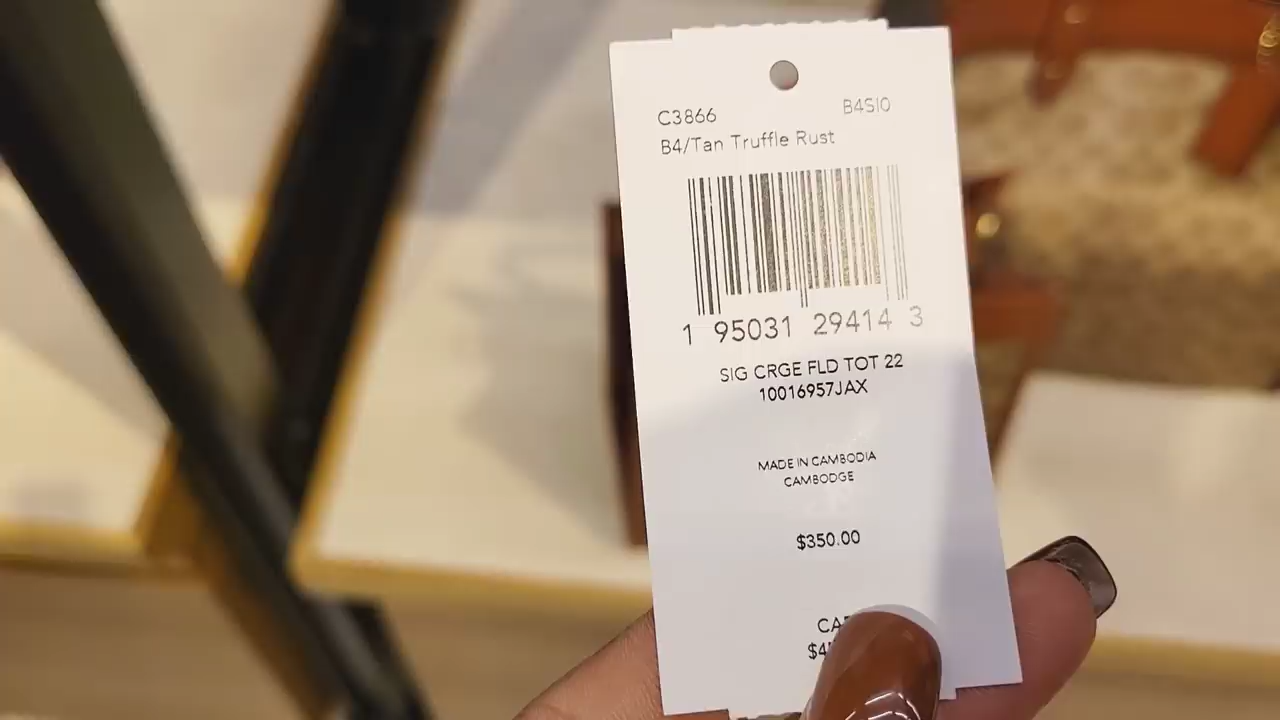 C3866 B4SI0
B4/Tan Truffle Rust
1 95031 29414 3
SIG CRGE FLD TOT 22
10016957JAX
MADE IN CAMBODIA
CAMBODGE
$350.00